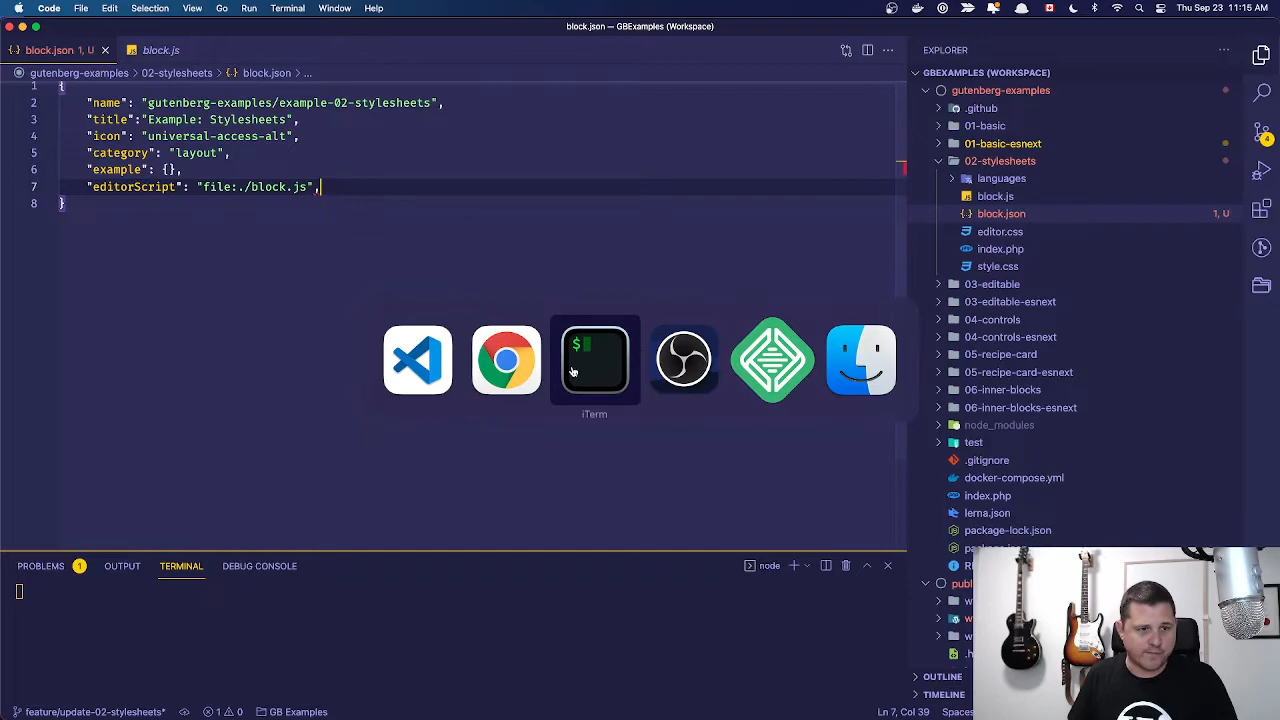 Code File Edit Selection View Go Run Terminal Window Help
Thu Sep 23 11:15 AM
block.json — GBExamples (Workspace)
block.json 1, U
block.js
gutenberg-examples > 02-stylesheets > block.json > ...
1 {
2 "name": "gutenberg-examples/example-02-stylesheets",
3 "title":"Example: Stylesheets",
4 "icon": "universal-access-alt",
5 "category": "layout",
6 "example": {},
7 "editorScript": "file:./block.js",
8 }
iTerm
$
PROBLEMS 1 OUTPUT TERMINAL DEBUG CONSOLE
node
feature/update-02-stylesheets*
1 0
GB Examples
Ln 7, Col 39
Spaces
EXPLORER
GBEXAMPLES (WORKSPACE)
gutenberg-examples
.github
01-basic
01-basic-esnext
02-stylesheets
languages
block.js
block.json 1, U
editor.css
index.php
style.css
03-editable
03-editable-esnext
04-controls
04-controls-esnext
05-recipe-card
05-recipe-card-esnext
06-inner-blocks
06-inner-blocks-esnext
node_modules
test
.gitignore
docker-compose.yml
index.php
lerna.json
package-lock.json
publ
OUTLINE
TIMELINE
4